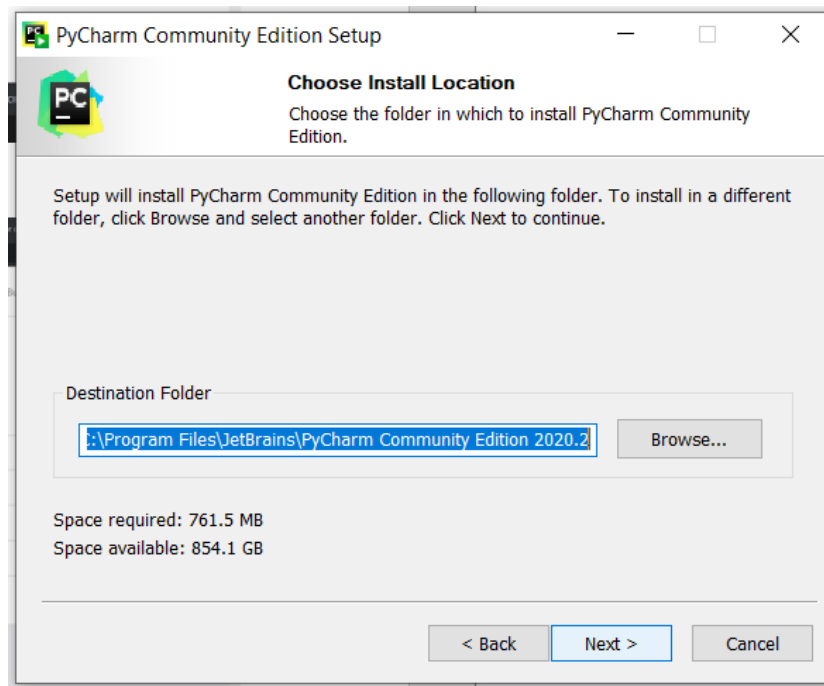 PyCharm Community Edition Setup
PC
Choose Install Location
Choose the folder in which to install PyCharm Community
Edition.
Setup will install PyCharm Community Edition in the following folder. To install in a different
folder, click Browse and select another folder. Click Next to continue.
Destination Folder
C:\Program Files\JetBrains\PyCharm Community Edition 2020.2
Browse...
Space required: 761.5 MB
Space available: 854.1 GB
< Back
Next >
Cancel